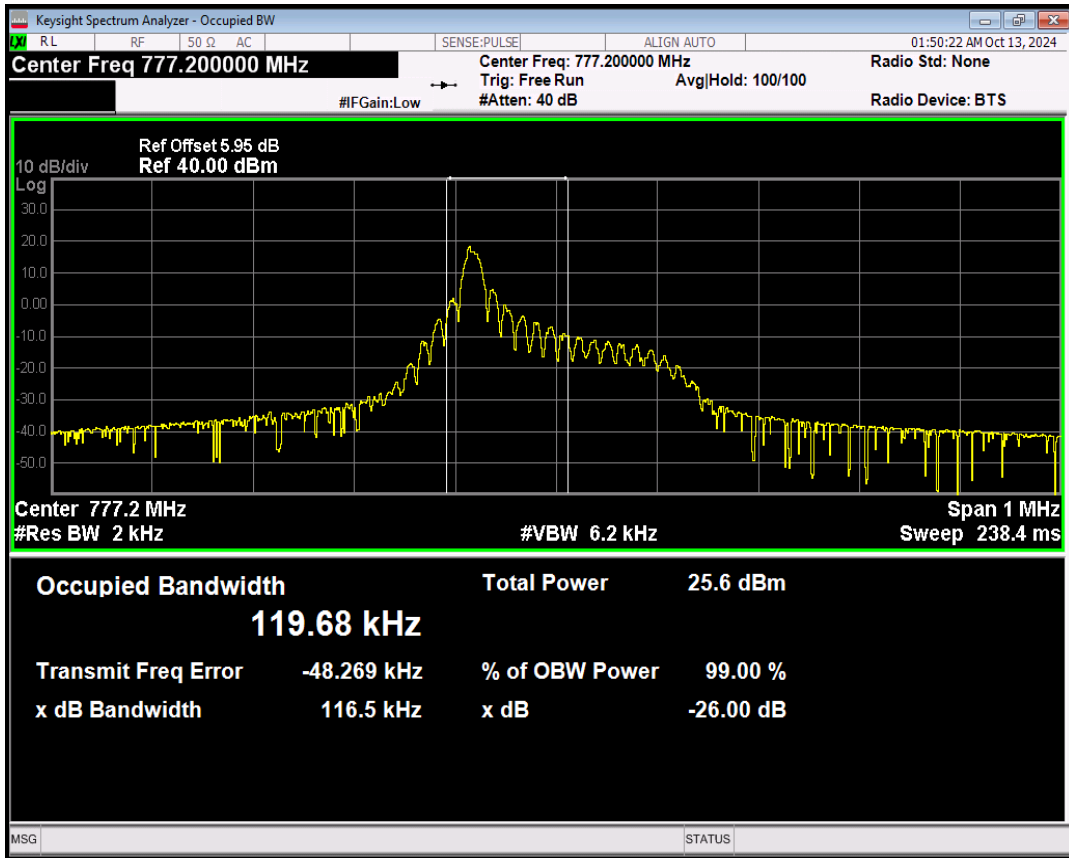 Keysight Spectrum Analyzer - Occupied BW
LXI RL RF 50 Ω AC SENSE:PULSE ALIGN AUTO 01:50:22 AM Oct 13, 2024
Center Freq 777.200000 MHz
Center Freq: 777.200000 MHz
Radio Std: None
Trig: Free Run Avg|Hold: 100/100
#IFGain:Low #Atten: 40 dB Radio Device: BTS
Ref Offset 5.95 dB
10 dB/div Ref 40.00 dBm
Log
30.0
20.0
10.0
0.00
-10.0
-20.0
-30.0
-40.0
-50.0
Center 777.2 MHz Span 1 MHz
#Res BW 2 kHz #VBW 6.2 kHz Sweep 238.4 ms
Occupied Bandwidth Total Power 25.6 dBm
119.68 kHz
Transmit Freq Error -48.269 kHz % of OBW Power 99.00 %
x dB Bandwidth 116.5 kHz x dB -26.00 dB
MSG STATUS